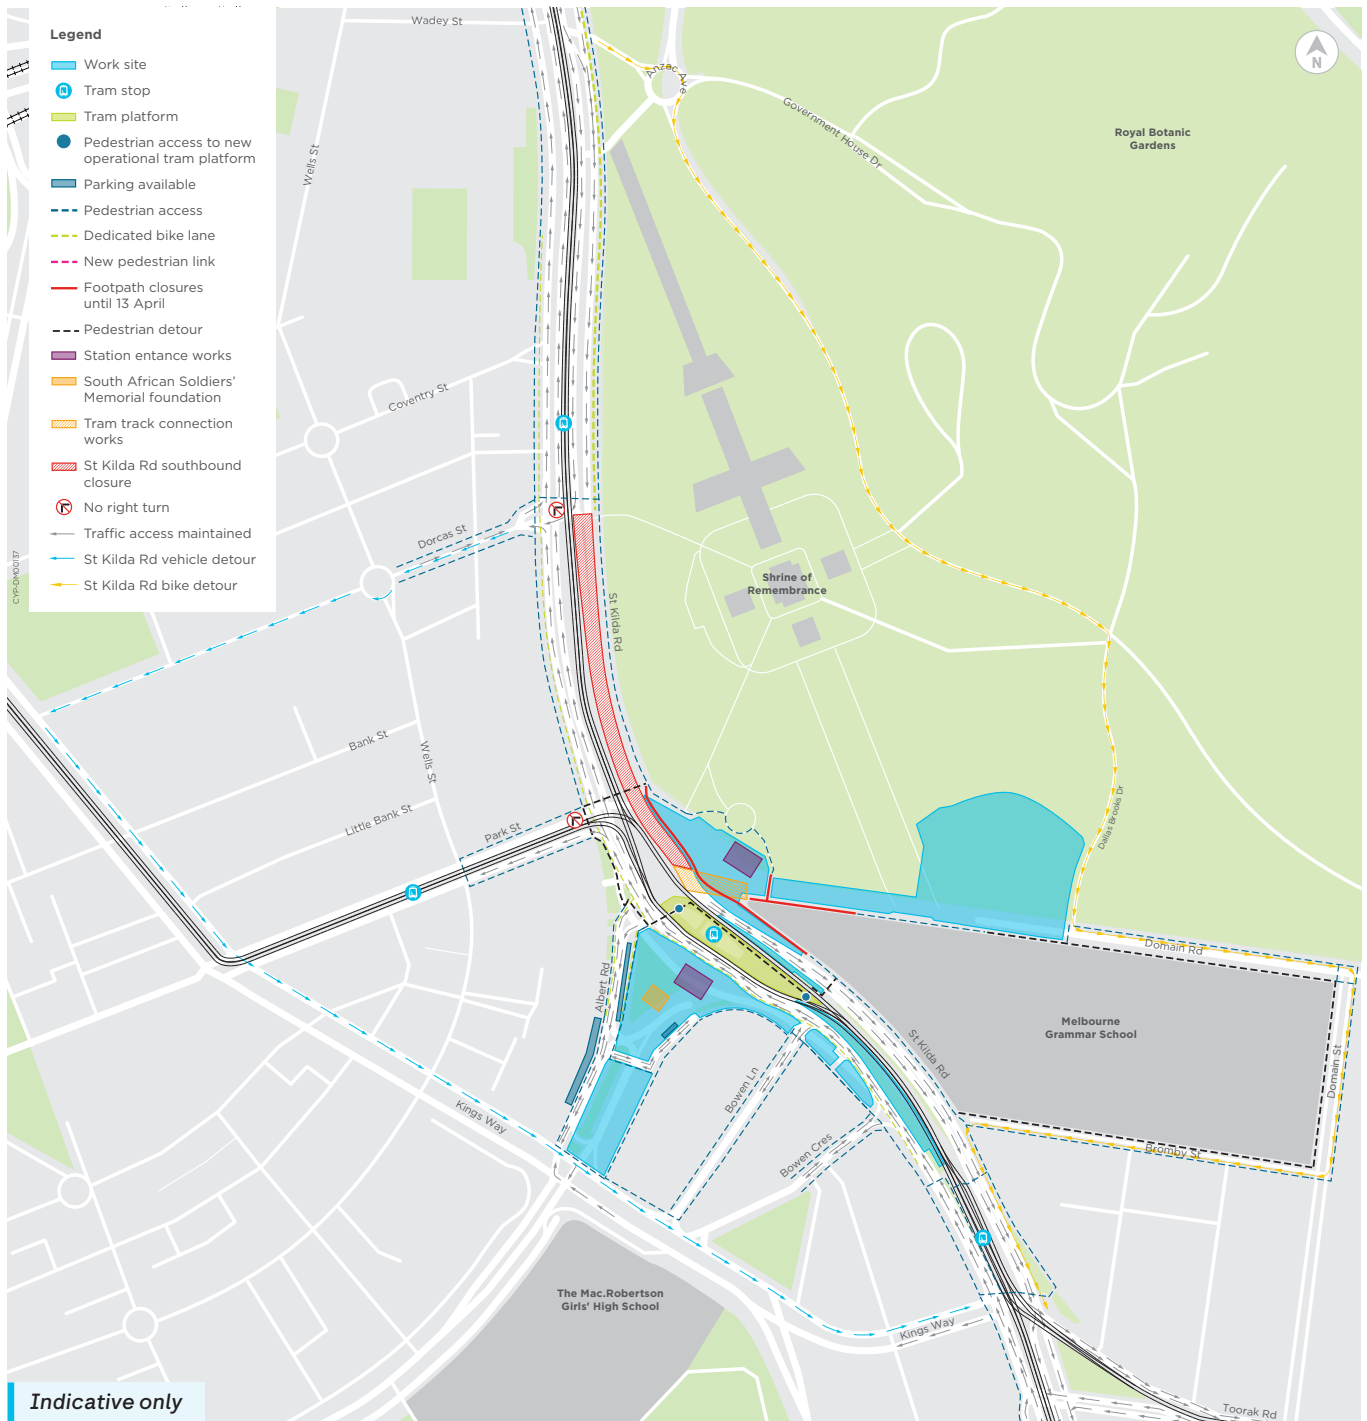 Legend
Work site
Tram stop
Tram platform
Pedestrian access to new
operational tram platform
Parking available
Pedestrian access
Dedicated bike lane
New pedestrian link
Footpath closures
until 13 April
Pedestrian detour
Station entrance works
South African Soldiers'
Memorial foundation
Tram track connection
works
St Kilda Rd southbound
closure
No right turn
Traffic access maintained
St Kilda Rd vehicle detour
St Kilda Rd bike detour
CYP-DM00137
Wadey St
Anzac Ave
N
Government House Dr
Royal Botanic
Gardens
Wells St
Coventry St
Dorcas St
St Kilda Rd
Shrine of
Remembrance
Bank St
Wells St
Little Bank St
Park St
Dallas Brooks Dr
Domain Rd
Albert Rd
Melbourne
Grammar School
St Kilda Rd
Domain St
Bowen Ln
Kings Way
Bowen Cres
Bromby St
The Mac.Robertson
Girls' High School
Kings Way
Toorak Rd
Indicative only